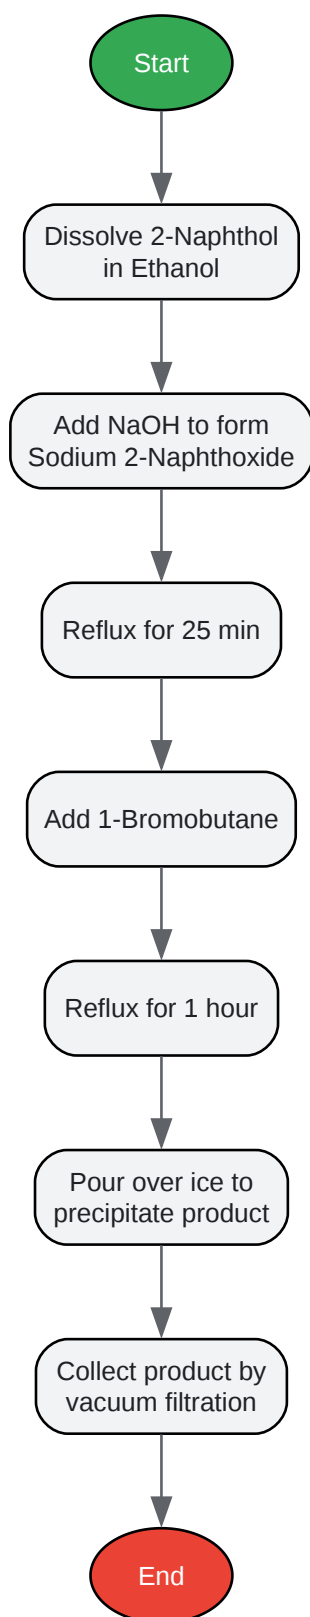 Start
Dissolve 2-Naphthol
in Ethanol
Add NaOH to form
Sodium 2-Naphthoxide
Reflux for 25 min
Add 1-Bromobutane
Reflux for 1 hour
Pour over ice to
precipitate product
Collect product by
vacuum filtration
End